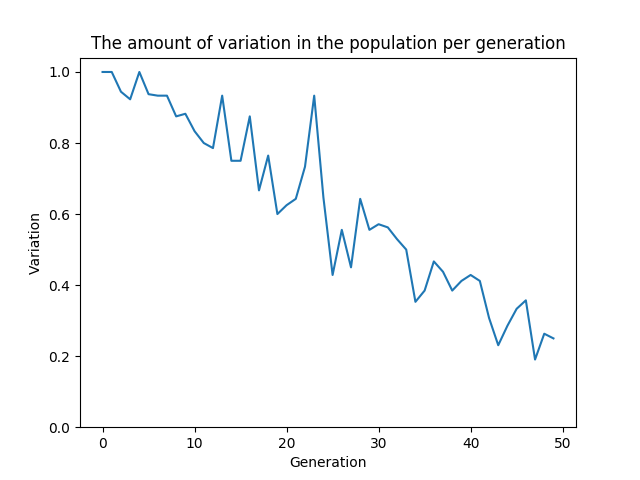 The amount of variation in the population per generation
1.0
0.8
0.6
0.4
0.2
0.0
Variation
0 10 20 30 40 50
Generation